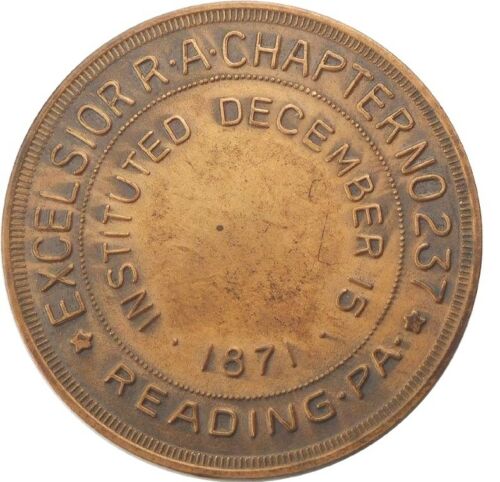 EXCELSIOR R·A·CHAPTER NO 237
READING·PA·
INSTITUTED DECEMBER 15,
·1871·